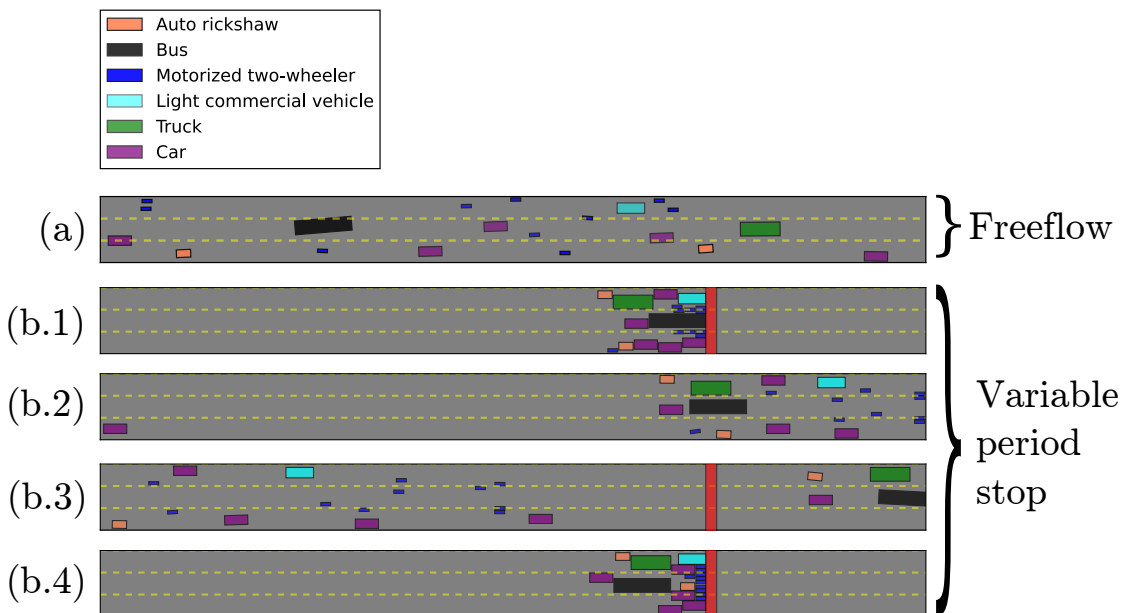 Auto rickshaw
Bus
Motorized two-wheeler
Light commercial vehicle
Truck
Car
(a)
Freeflow
(b.1)
(b.2)
(b.3)
(b.4)
Variable
period
stop